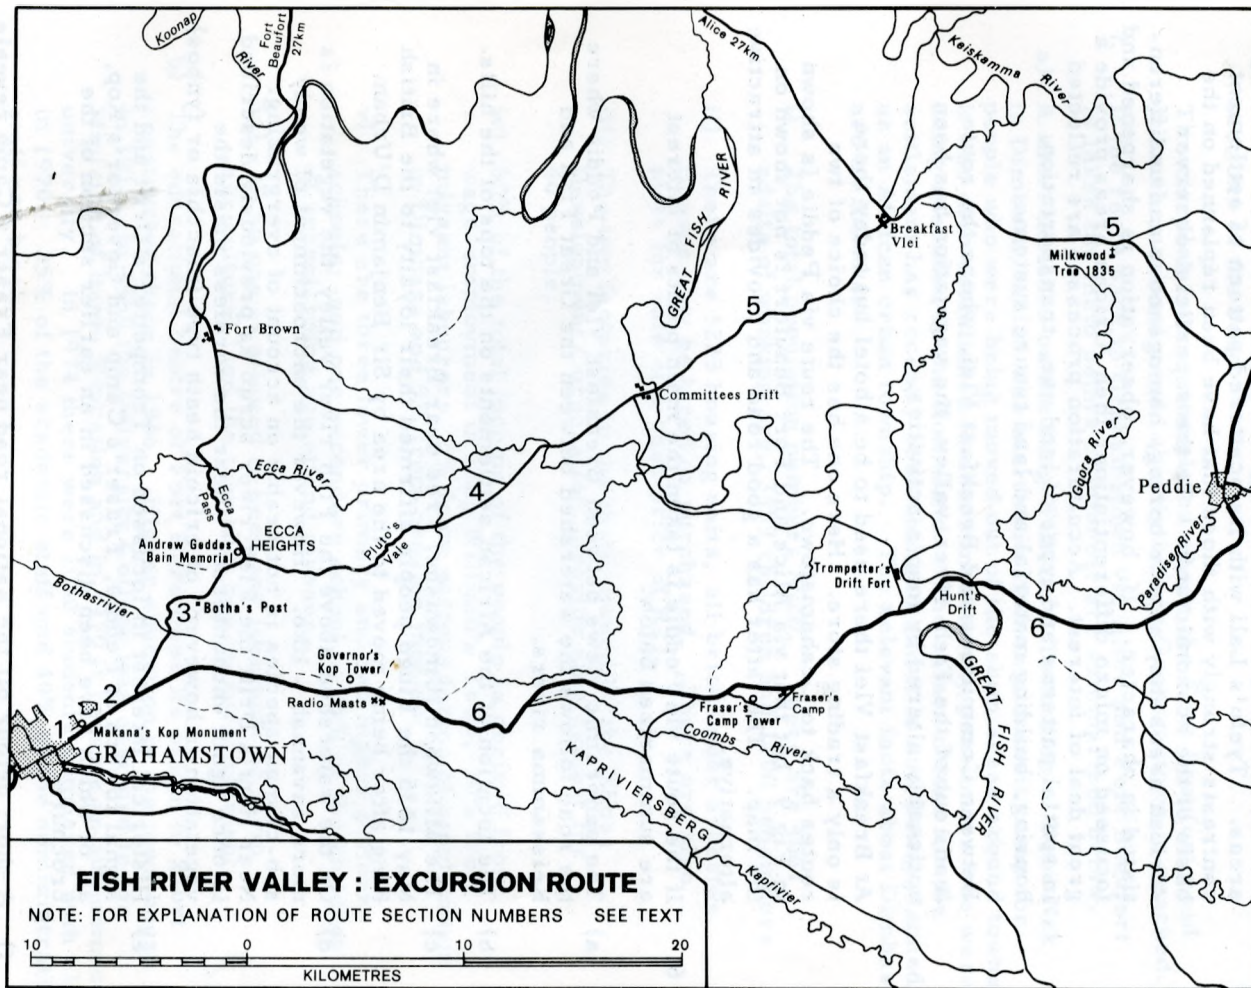 Koonap
River
Fort
Beaufort
27km
Alice 27km
Keiskamma River
GREAT FISH RIVER
Breakfast
Vlei
5
Milkwood
Tree 1835
5
Fort Brown
Committees Drift
Ecca River
Ecca
Pass
4
ECCA
HEIGHTS
Pluto's
Vale
Andrew Geddes
Bain Memorial
Gqora River
Peddie
Paradise River
Trompetter's
Drift Fort
Hunt's
Drift
6
Bothasrivier
3
Botha's Post
Governor's
Kop Tower
Radio Masts
2
1
6
Fraser's
Camp Tower
Fraser's
Camp
Makana's Kop Monument
GRAHAMSTOWN
Coombs River
KAPRIVIERSBERG
GREAT FISH RIVER
Kaprivier
FISH RIVER VALLEY : EXCURSION ROUTE
NOTE: FOR EXPLANATION OF ROUTE SECTION NUMBERS SEE TEXT
10 0 10 20
KILOMETRES